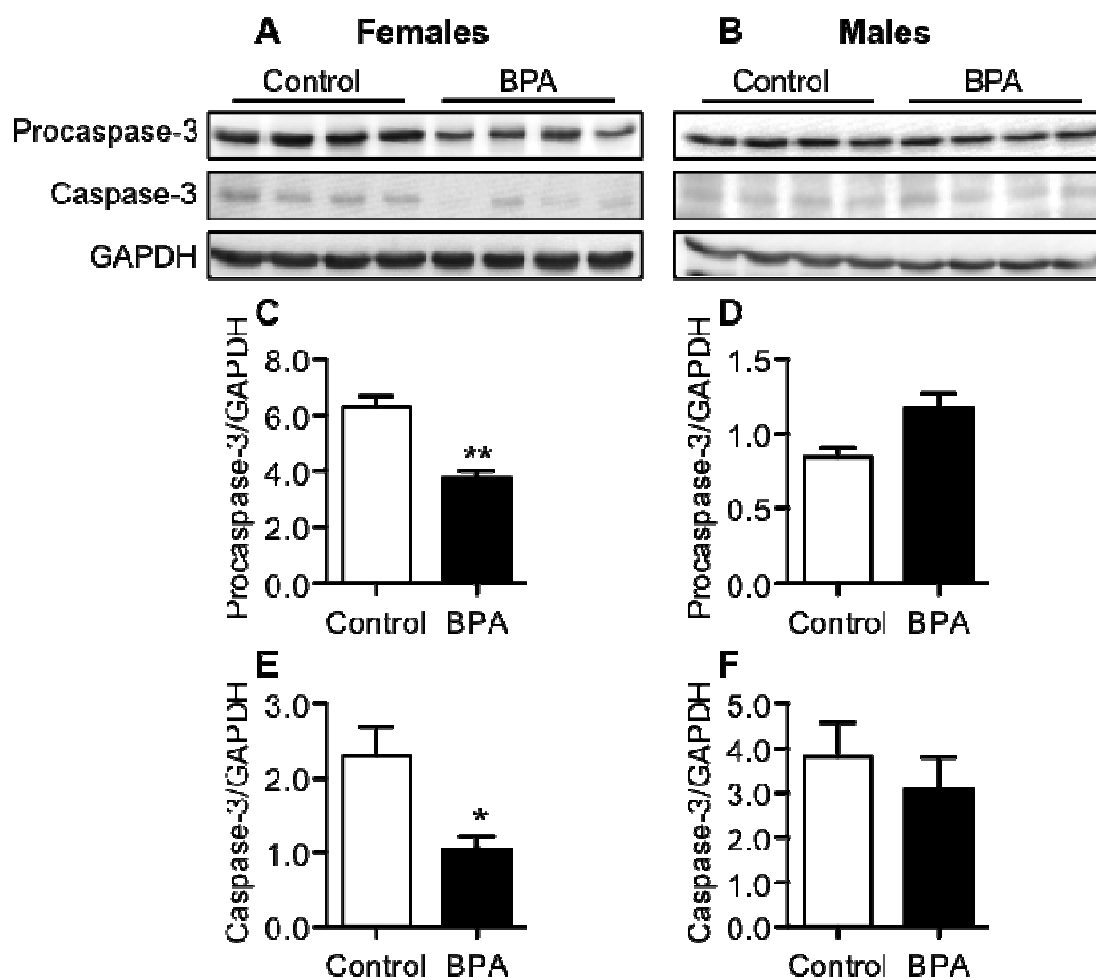 A Females
B Males
Control BPA
Control BPA
Procaspase-3
Caspase-3
GAPDH
C
Procaspase-3/GAPDH
8.0
6.0
4.0
2.0
0.0
**
Control BPA
D
Procaspase-3/GAPDH
1.5
1.0
0.5
0.0
Control BPA
E
Caspase-3/GAPDH
3.0
2.0
1.0
0.0
*
Control BPA
F
Caspase-3/GAPDH
5.0
4.0
3.0
2.0
1.0
0.0
Control BPA